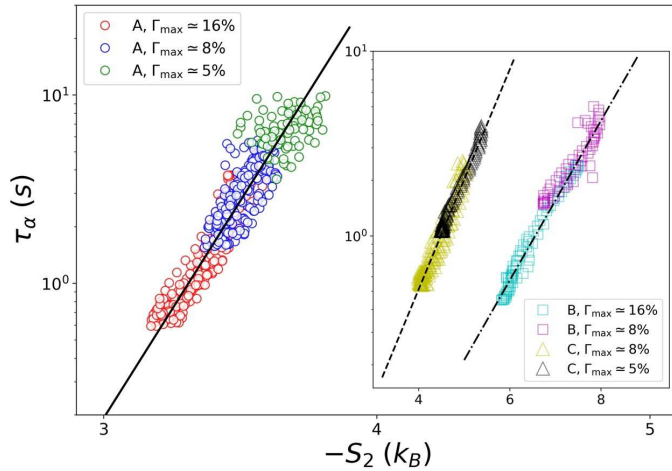 A, Γmax ≃ 16%
A, Γmax ≃ 8%
A, Γmax ≃ 5%
10¹
10⁰
τα (s)
3
4
5
−S₂ (kB)
10¹
10⁰
4
6
8
B, Γmax ≃ 16%
B, Γmax ≃ 8%
C, Γmax ≃ 8%
C, Γmax ≃ 5%